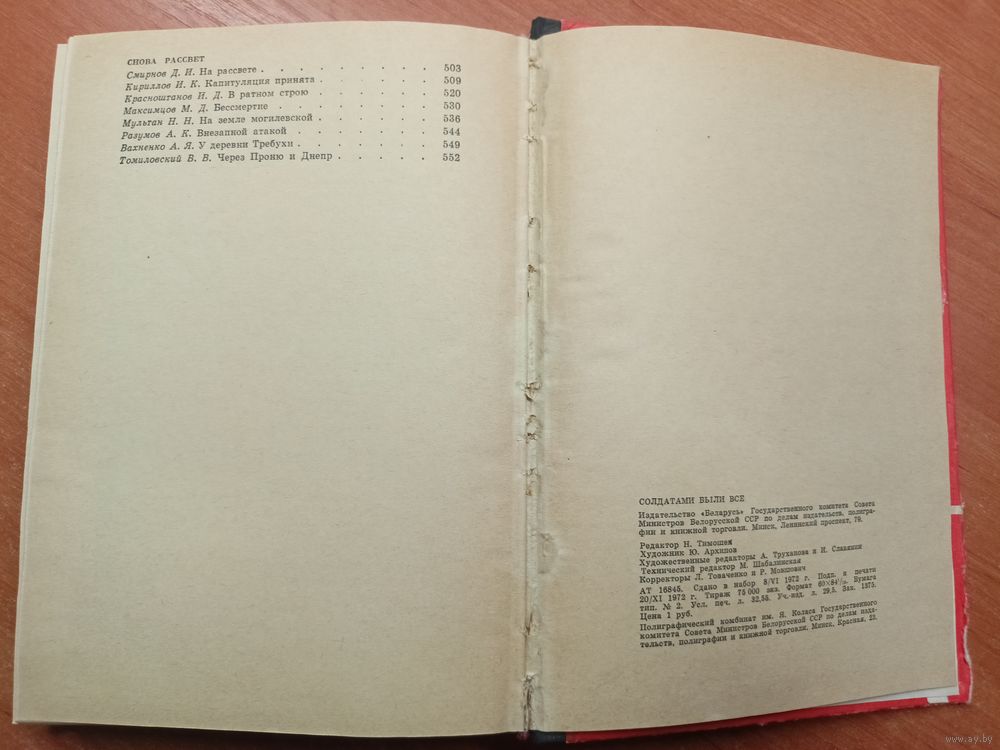 СНОВА РАССВЕТ
Смирнов Д. И. На рассвете . . . . . . . . . 503
Кириллов И. К. Капитуляция принята . . . . . . 509
Красноштанов И. Д. В ратном строю . . . . . . 520
Максимцов М. Д. Бессмертие . . . . . . . . 530
Мультан Н. Н. На земле могилевской . . . . . . 536
Разумов А. К. Внезапной атакой . . . . . . . 544
Вахненко А. Я. У деревни Требухи . . . . . . . 549
Томиловский В. В. Через Проню и Днепр . . . . . 552
СОЛДАТАМИ БЫЛИ ВСЕ
Издательство «Беларусь» Государственного комитета Совета
Министров Белорусской ССР по делам издательств, полигра-
фии и книжной торговли. Минск, Ленинский проспект, 79.
Редактор Н. Тимошек
Художник Ю. Архипов
Художественные редакторы А. Труханова и И. Славянин
Технический редактор М. Шабалинская
Корректоры Л. Товаченко и Р. Мовшович
АТ 16845. Сдано в набор 8/VI 1972 г. Подп. к печати
20/XI 1972 г. Тираж 75 000 экз. Формат 60×84¹/₁₆. Бумага
тип. № 2. Усл. печ. л. 32,55. Уч.-изд. л. 29,5. Зак. 1375.
Цена 1 руб.
Полиграфический комбинат им. Я. Коласа Государственного
комитета Совета Министров Белорусской ССР по делам изда-
тельств, полиграфии и книжной торговли. Минск, Красная, 23.
www.ay.by